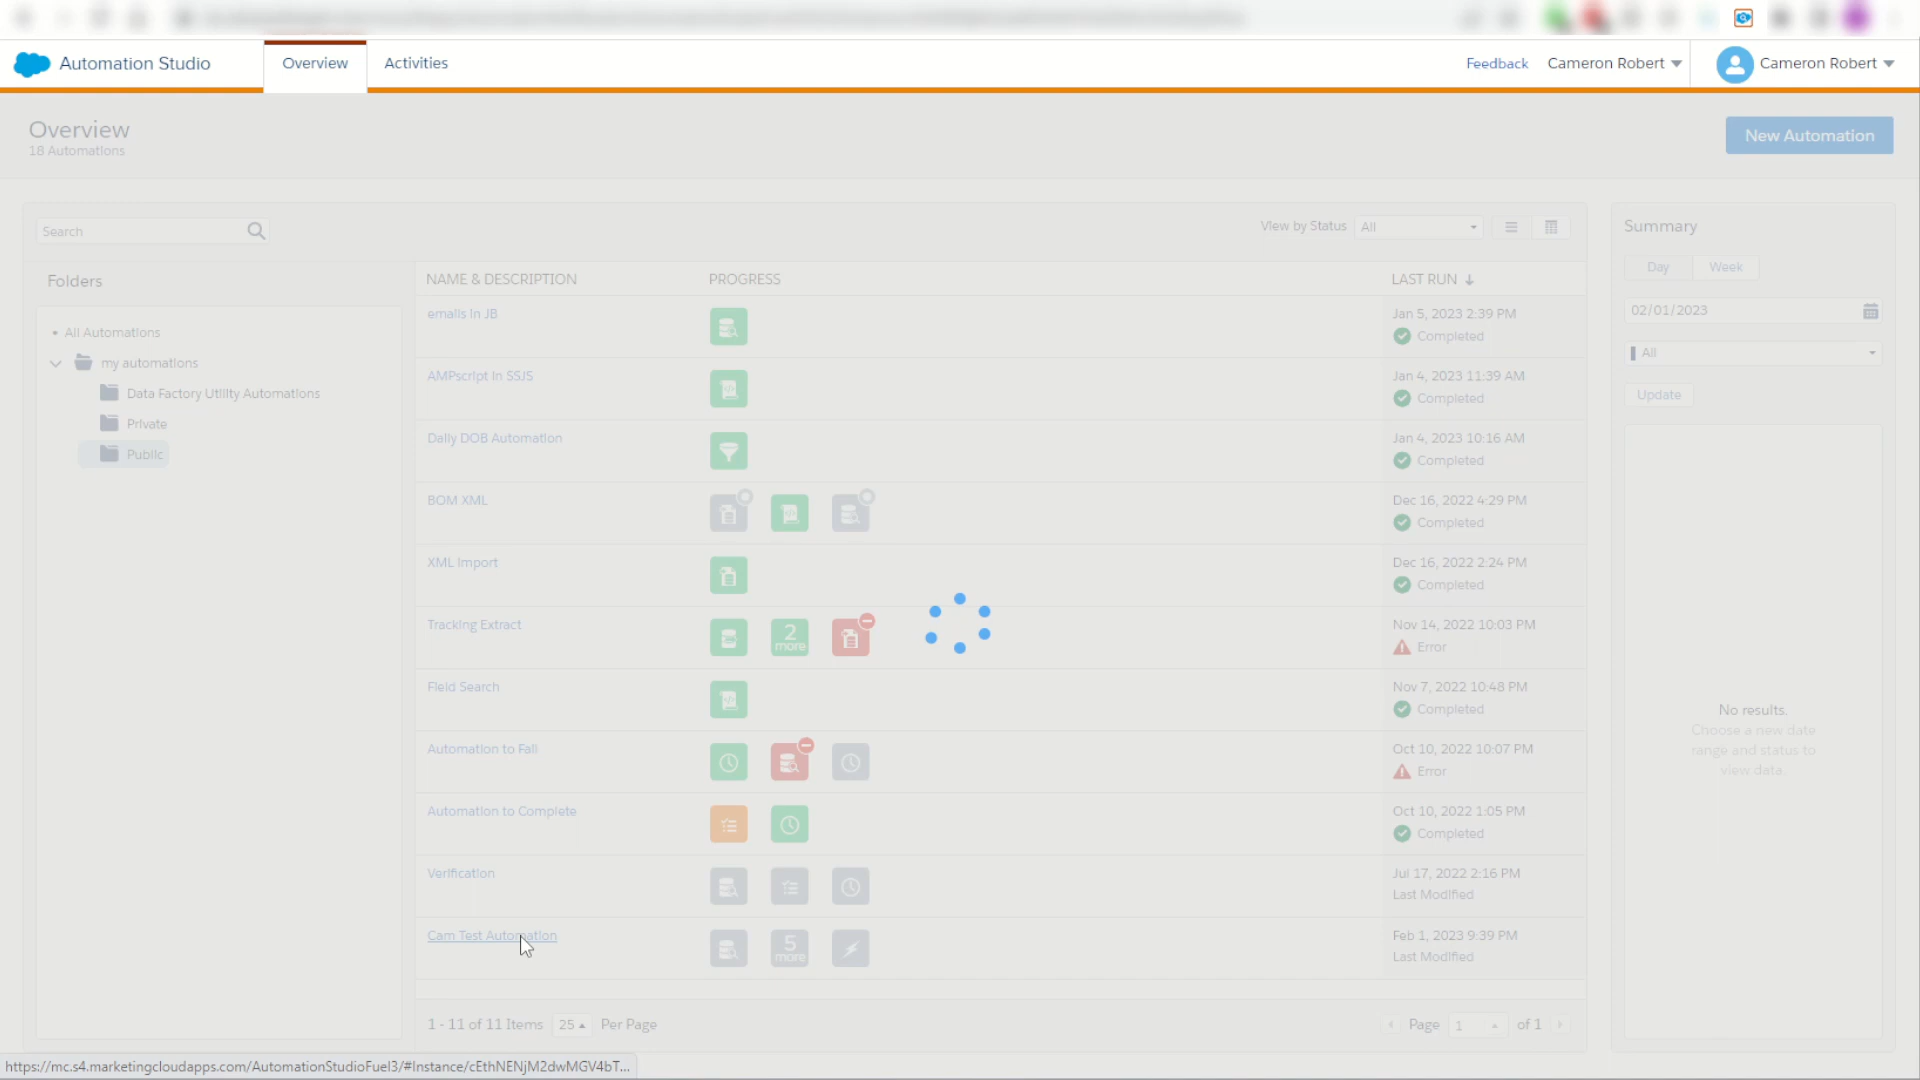 Automation Studio
Overview
Activities
Feedback
Cameron Robert
Cameron Robert
Overview
18 Automations
New Automation
Search
View by Status
All
Summary
Folders
NAME & DESCRIPTION
PROGRESS
LAST RUN
Day
Week
02/01/2023
All
Update
All Automations
my automations
Data Factory Utility Automations
Private
Public
emails in JB
Jan 5, 2023 2:39 PM
Completed
AMPscript in SSJS
Jan 4, 2023 11:39 AM
Completed
Daily DOB Automation
Jan 4, 2023 10:16 AM
Completed
BOM XML
Dec 16, 2022 4:29 PM
Completed
XML Import
Dec 16, 2022 2:24 PM
Completed
Tracking Extract
2
more
Nov 14, 2022 10:03 PM
Error
Field Search
Nov 7, 2022 10:48 PM
Completed
Automation to Fail
Oct 10, 2022 10:07 PM
Error
Automation to Complete
Oct 10, 2022 1:05 PM
Completed
Verification
Jul 17, 2022 2:16 PM
Last Modified
Cam Test Automation
5
more
Feb 1, 2023 9:39 PM
Last Modified
No results.
Choose a new date
range and status to
view data.
1 - 11 of 11 Items
25
Per Page
Page
1
of 1
https://mc.s4.marketingcloudapps.com/AutomationStudioFuel3/#Instance/cEthNENjM2dwMGV4bT...